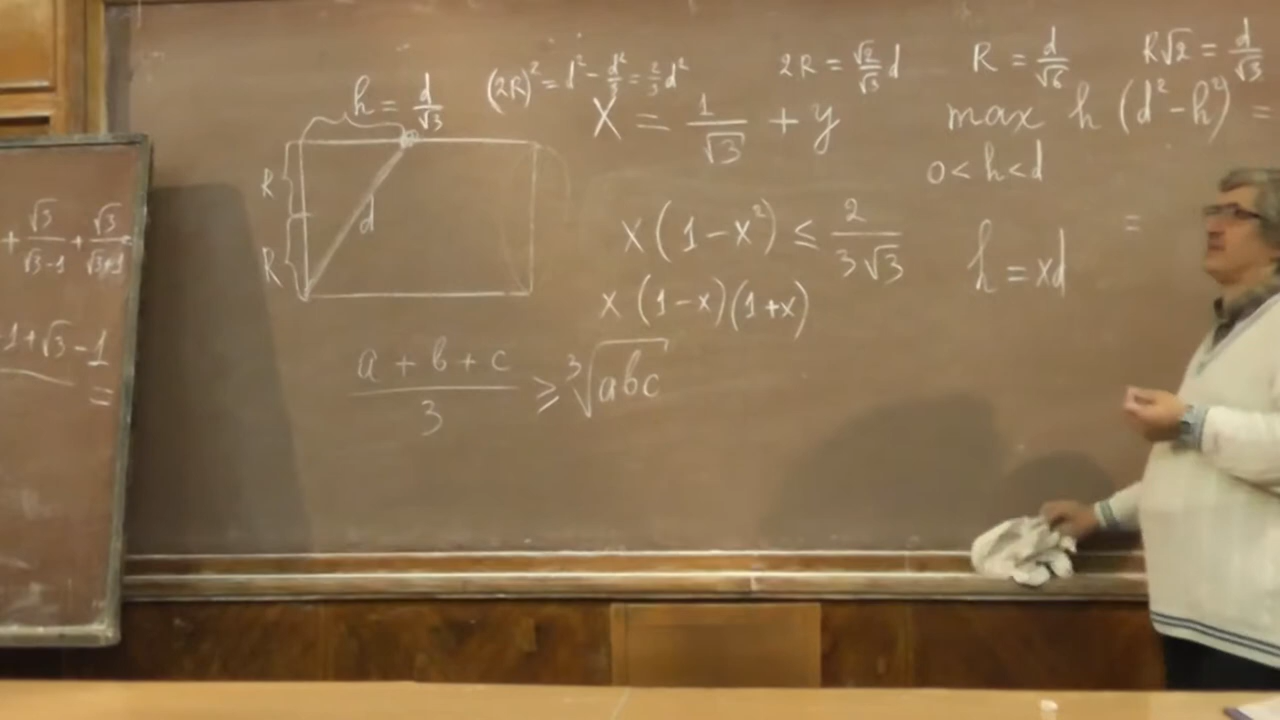 h = d/√3
(2R)² = d² - d²/3 = 2/3 d²
2R = √2/√3 d
R = d/√6
R√2 = d/√3
X = 1/√3 + y
max h (d² - h²) =
0 < h < d
R
R
d
x (1 - x²) ≤ 2/(3√3)
=
h = xd
x (1 - x)(1 + x)
(a + b + c)/3 ⩾ ∛(abc)
+ √3/(√3-1) + √3/(√3+1)
1 + √3 - 1
=